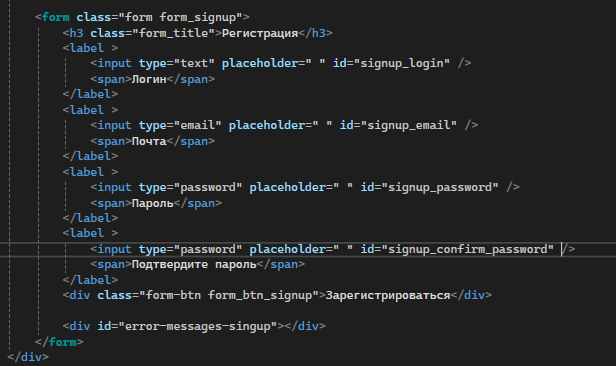 <form class="form form_signup">
<h3 class="form_title">Регистрация</h3>
<label >
<input type="text" placeholder=" " id="signup_login" />
<span>Логин</span>
</label>
<label >
<input type="email" placeholder=" " id="signup_email" />
<span>Почта</span>
</label>
<label >
<input type="password" placeholder=" " id="signup_password" />
<span>Пароль</span>
</label>
<label >
<input type="password" placeholder=" " id="signup_confirm_password" />
<span>Подтвердите пароль</span>
</label>
<div class="form-btn form_btn_signup">Зарегистрироваться</div>
<div id="error-messages-singup"></div>
</form>
</div>